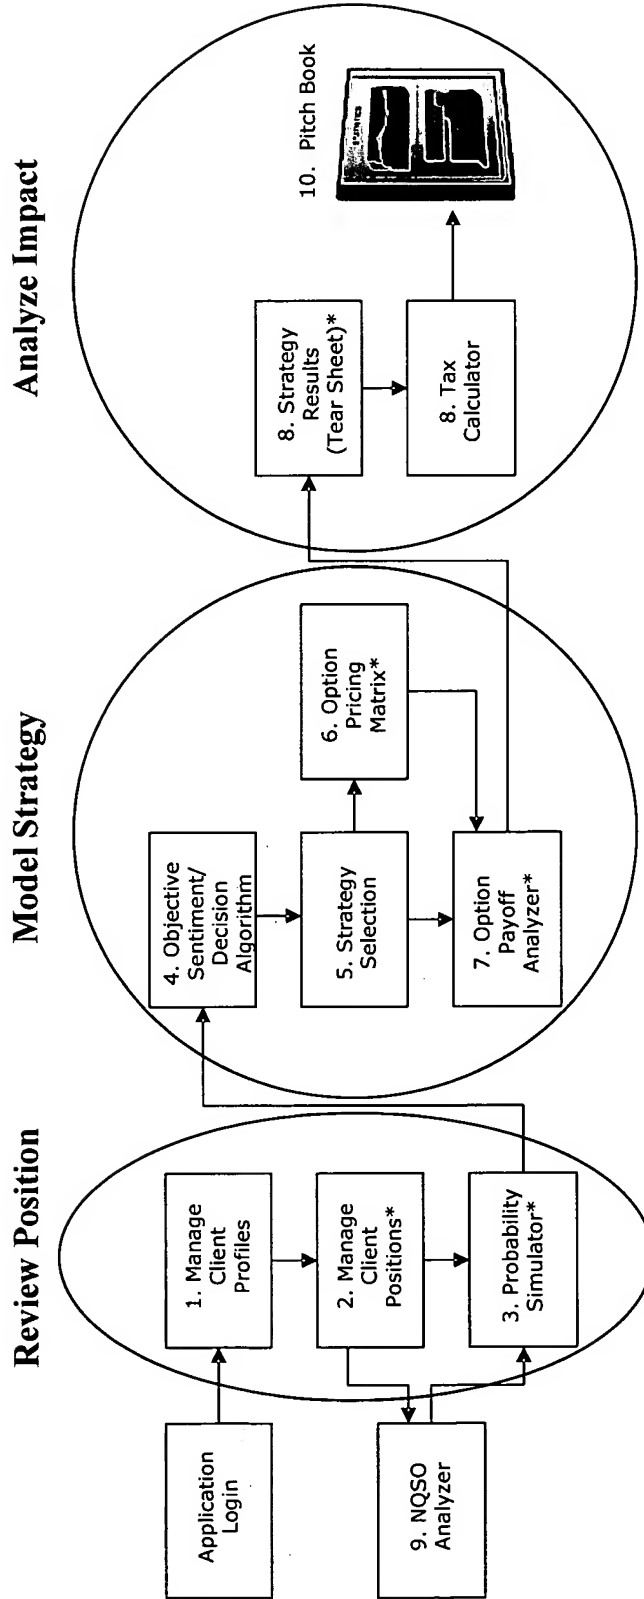 Review Position
Application
Login
1. Manage
Client
Profiles
2. Manage
Client
Positions*
9. NQSO
Analyzer
3. Probability
Simulator*
Model Strategy
4. Objective
Sentiment/
Decision
Algorithm
5. Strategy
Selection
6. Option
Pricing
Matrix*
7. Option
Payoff
Analyzer*
Analyze Impact
8. Strategy
Results
(Tear Sheet)*
8. Tax
Calculator
10. Pitch Book